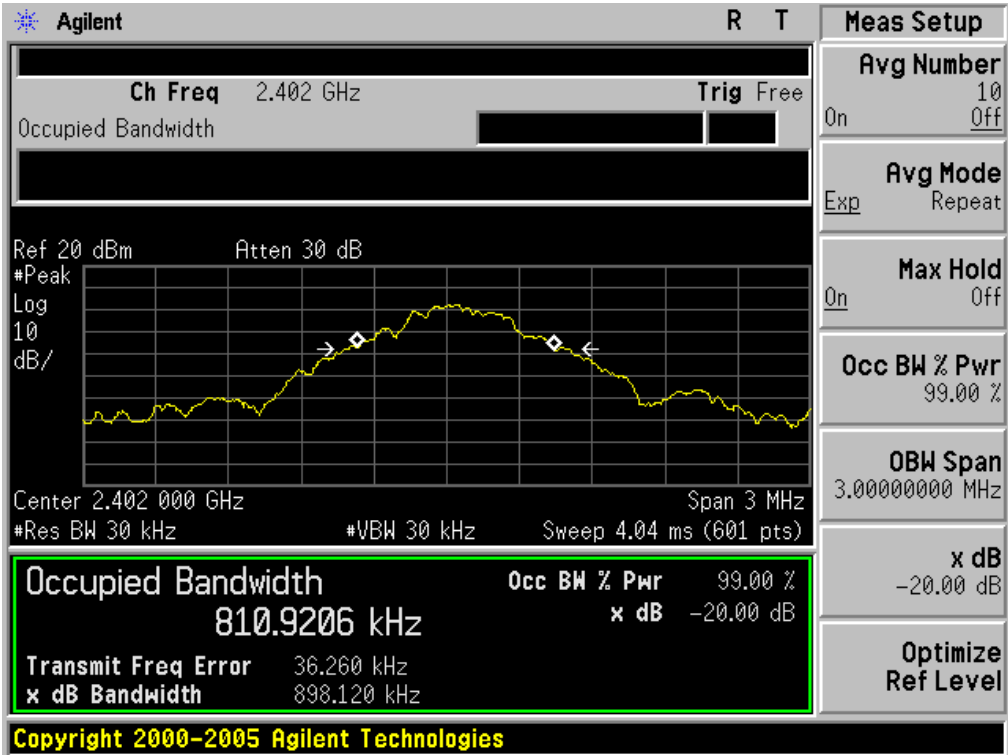 Agilent R T
Ch Freq 2.402 GHz Trig Free
Occupied Bandwidth
Ref 20 dBm Atten 30 dB
#Peak
Log
10
dB/
Center 2.402 000 GHz Span 3 MHz
#Res BW 30 kHz #VBW 30 kHz Sweep 4.04 ms (601 pts)
Occupied Bandwidth Occ BW % Pwr 99.00 %
810.9206 kHz x dB -20.00 dB
Transmit Freq Error 36.260 kHz
x dB Bandwidth 898.120 kHz
Copyright 2000-2005 Agilent Technologies
Meas Setup
Avg Number
10
On Off
Avg Mode
Exp Repeat
Max Hold
On Off
Occ BW % Pwr
99.00 %
OBW Span
3.00000000 MHz
x dB
-20.00 dB
Optimize
Ref Level